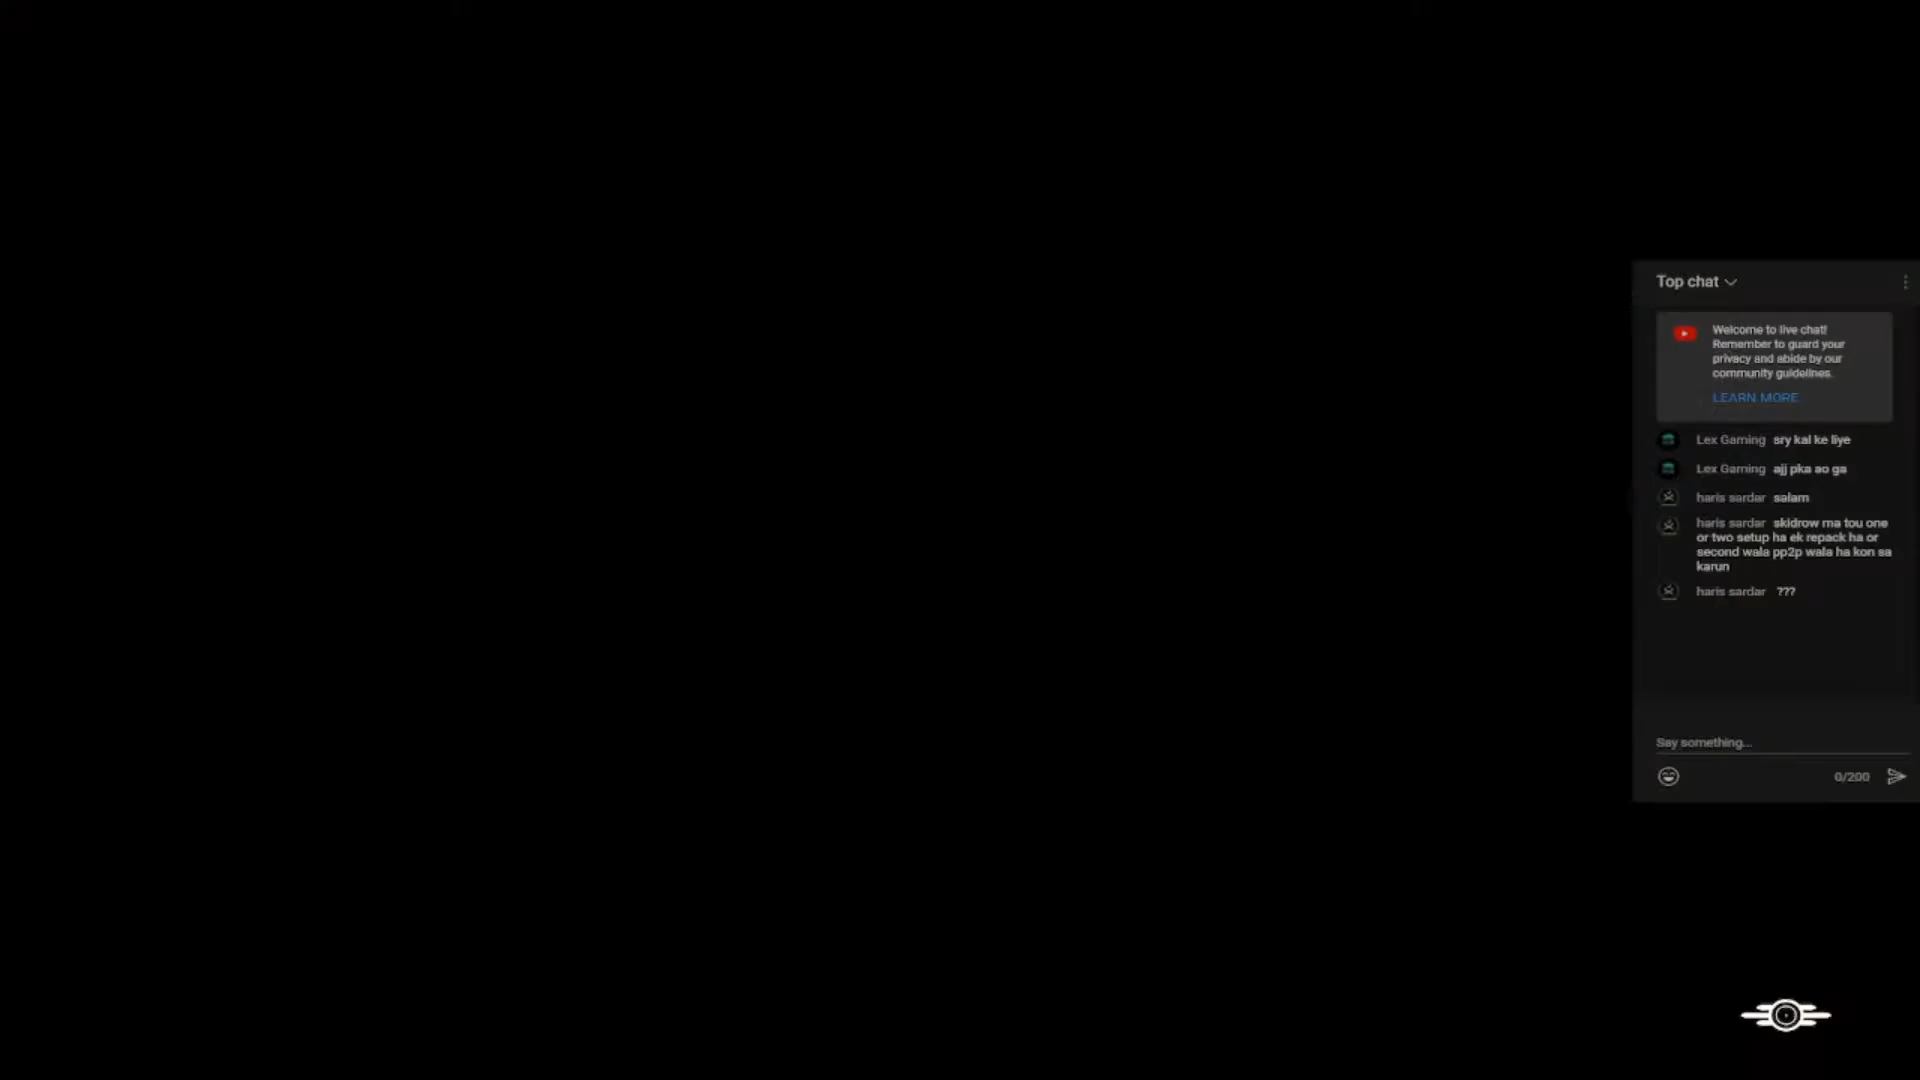 Top chat
Welcome to live chat!
Remember to guard your
privacy and abide by our
community guidelines.
LEARN MORE
Lex Gaming sry kal ke liye
Lex Gaming ajj pka ao ga
haris sardar salam
haris sardar skidrow ma tou one
or two setup ha ek repack ha or
second wala pp2p wala ha kon sa
karun
haris sardar ???
Say something...
0/200